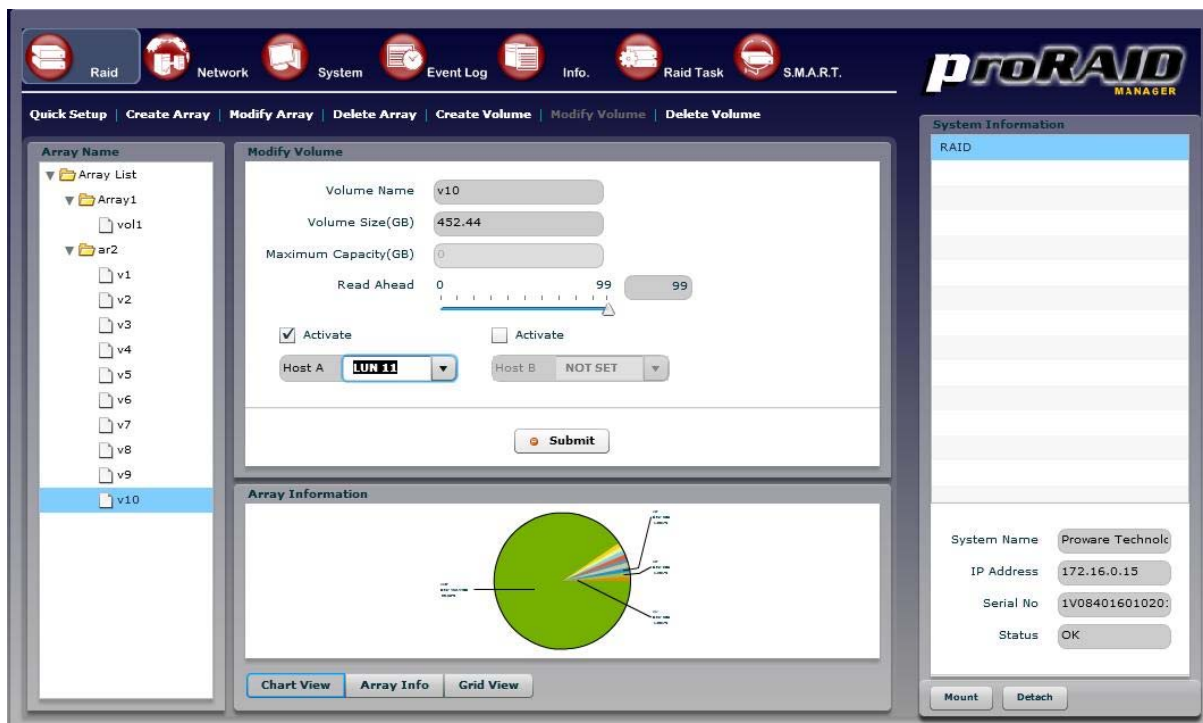 Raid
Network
System
Event Log
Info.
Raid Task
S.M.A.R.T.
proRAID
MANAGER
Quick Setup | Create Array | Modify Array | Delete Array | Create Volume | Modify Volume | Delete Volume
Array Name
Array List
Array1
vol1
ar2
v1
v2
v3
v4
v5
v6
v7
v8
v9
v10
Modify Volume
Volume Name v10
Volume Size(GB) 452.44
Maximum Capacity(GB) 0
Read Ahead 0 99 99
Activate Activate
Host A LUN 11 Host B NOT SET
Submit
Array Information
Chart View Array Info Grid View
System Information
RAID
System Name Proware Technolc
IP Address 172.16.0.15
Serial No 1V08401601020:
Status OK
Mount Detach